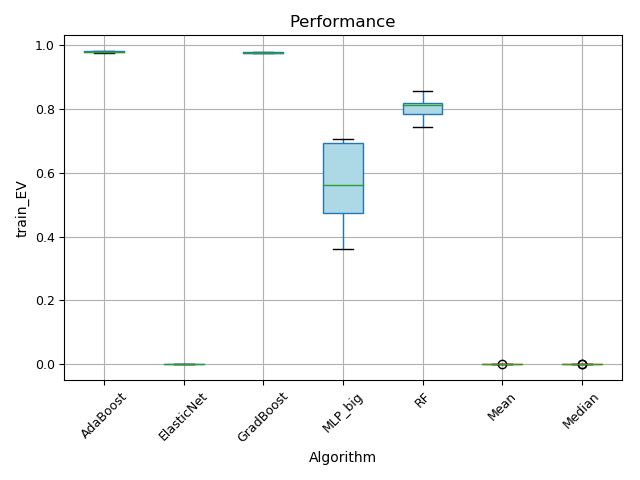 Performance
train_EV
1.0
0.8
0.6
0.4
0.2
0.0
AdaBoost
ElasticNet
GradBoost
MLP_big
RF
Mean
Median
Algorithm